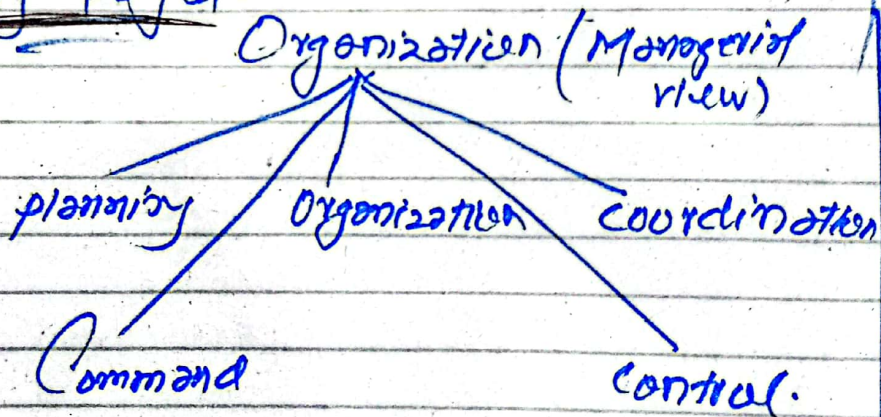 Organization (Managerial
view)
planning Organization Coordination
Command Control.